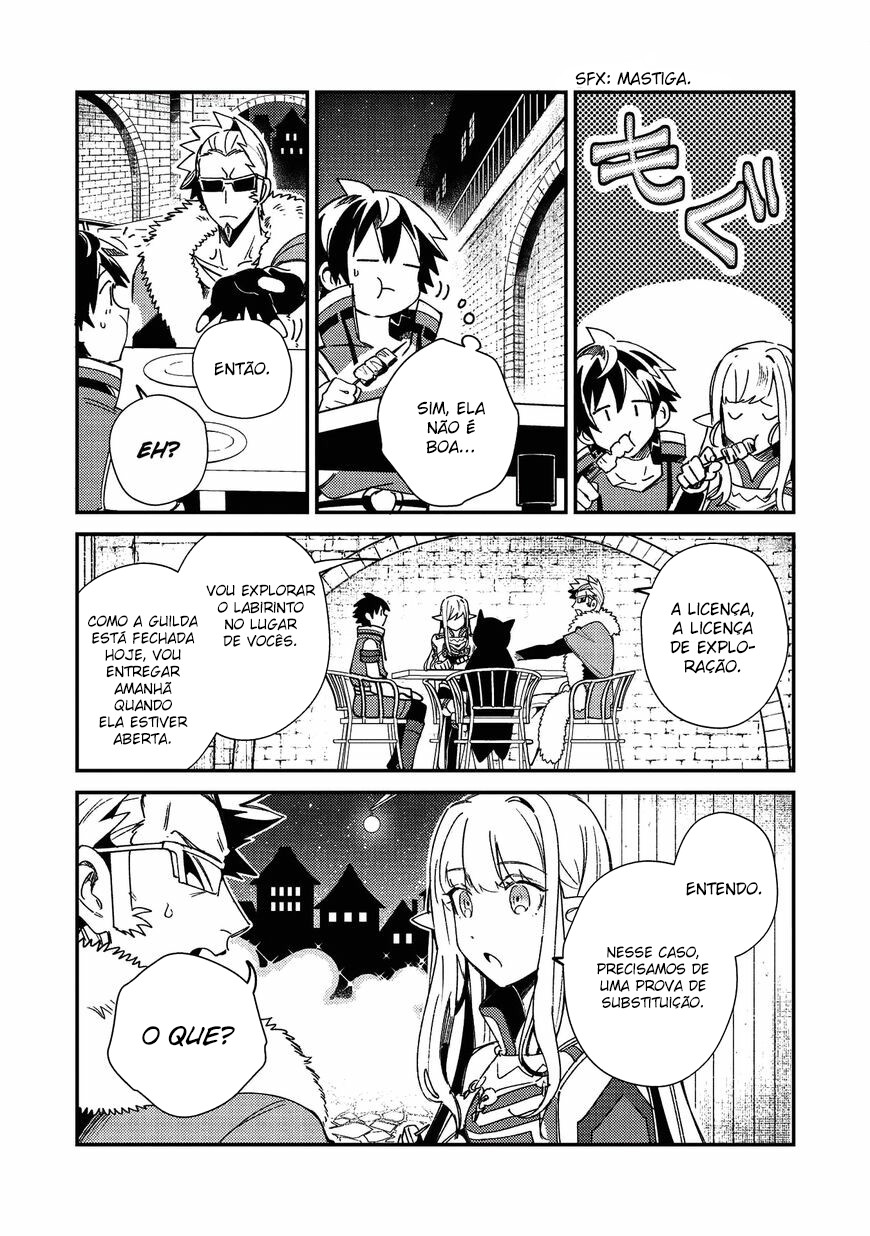 SFX: MASTIGA.
キラ
SIM, ELA
NÃO É
BOA...
ENTÃO.
EH?
A LICENÇA,
A LICENÇA
DE EXPLO-
RAÇÃO.
VOU EXPLORAR
O LABIRINTO
NO LUGAR
DE VOCÊS.
COMO A GUILDA
ESTÁ FECHADA
HOJE, VOU
ENTREGAR
AMANHÃ
QUANDO
ELA ESTIVER
ABERTA.
ENTENDO.
NESSE CASO,
PRECISAMOS DE
UMA PROVA DE
SUBSTITUIÇÃO.
O QUE?